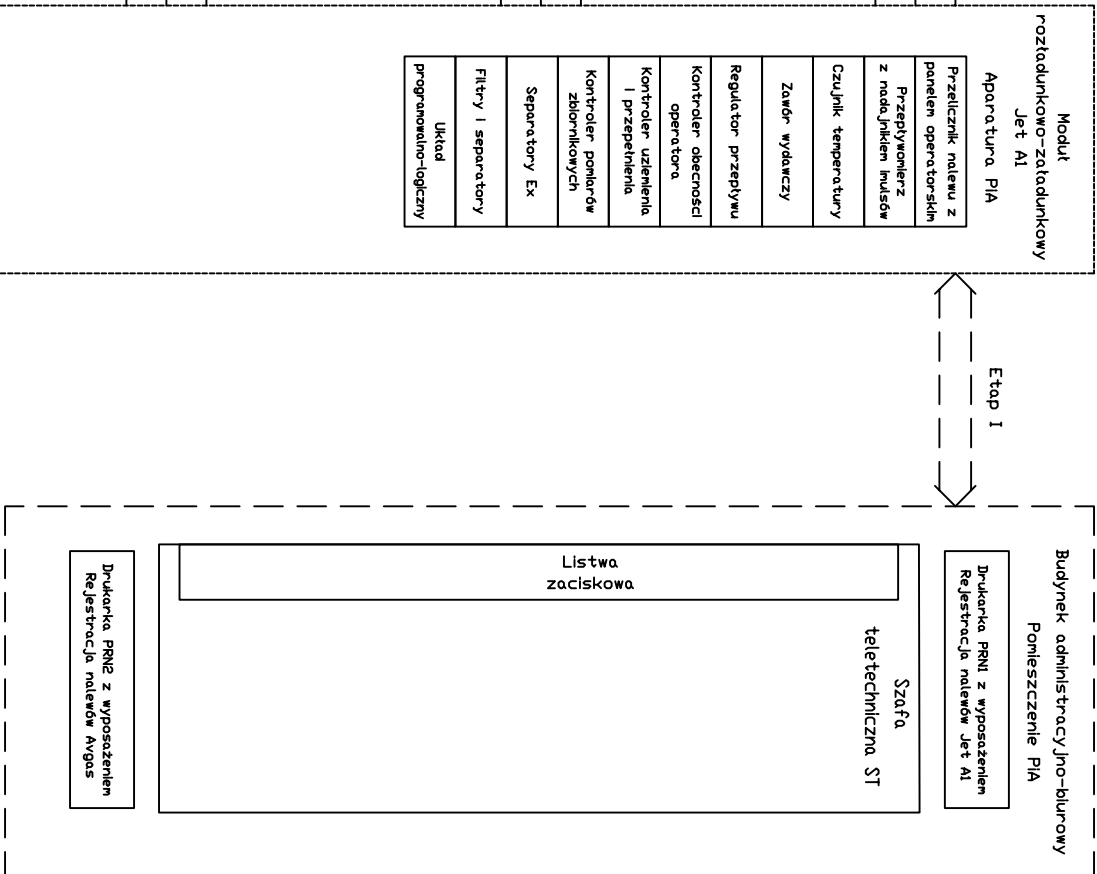 Moduł
rozładunkowo-załadunkowy
Jet A1
Aparatura PiA
Przelicznik nalewu z
panelem operatorskim
Przepływomierz
z nadajnikiem imulsów
Czujnik temperatury
Zawór wydawczy
Regulator przepływu
Kontroler obecności
operatora
Kontroler uziemienia
i przepełnienia
Kontroler pomiarów
zbiornikowych
Separatory Ex
Filtry i separatory
Układ
programowalno-logiczny
Etap I
Budynek administracyjno-biurowy
Pomieszczenie PiA
Drukarka PRN1 z wyposażeniem
Rejestracja nalewów Jet A1
Szafa
teletechniczna ST
Listwa
zaciskowa
Drukarka PRN2 z wyposażeniem
Rejestracja nalewów Avgas